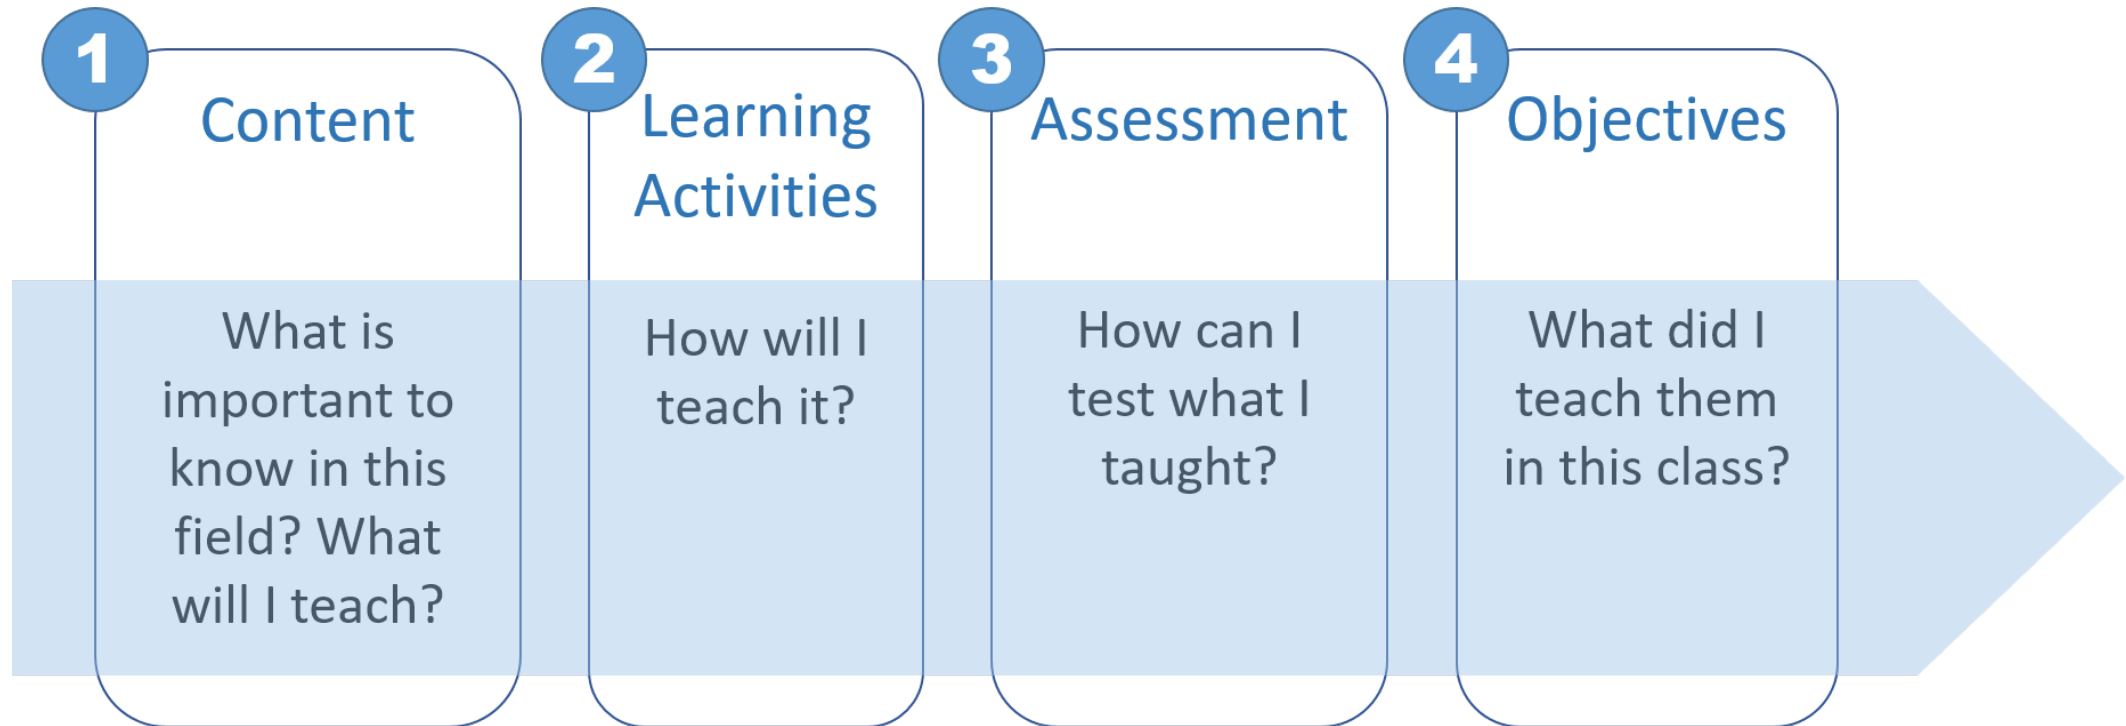 1
Content
What is
important to
know in this
field? What
will I teach?
2
Learning
Activities
How will I
teach it?
3
Assessment
How can I
test what I
taught?
4
Objectives
What did I
teach them
in this class?